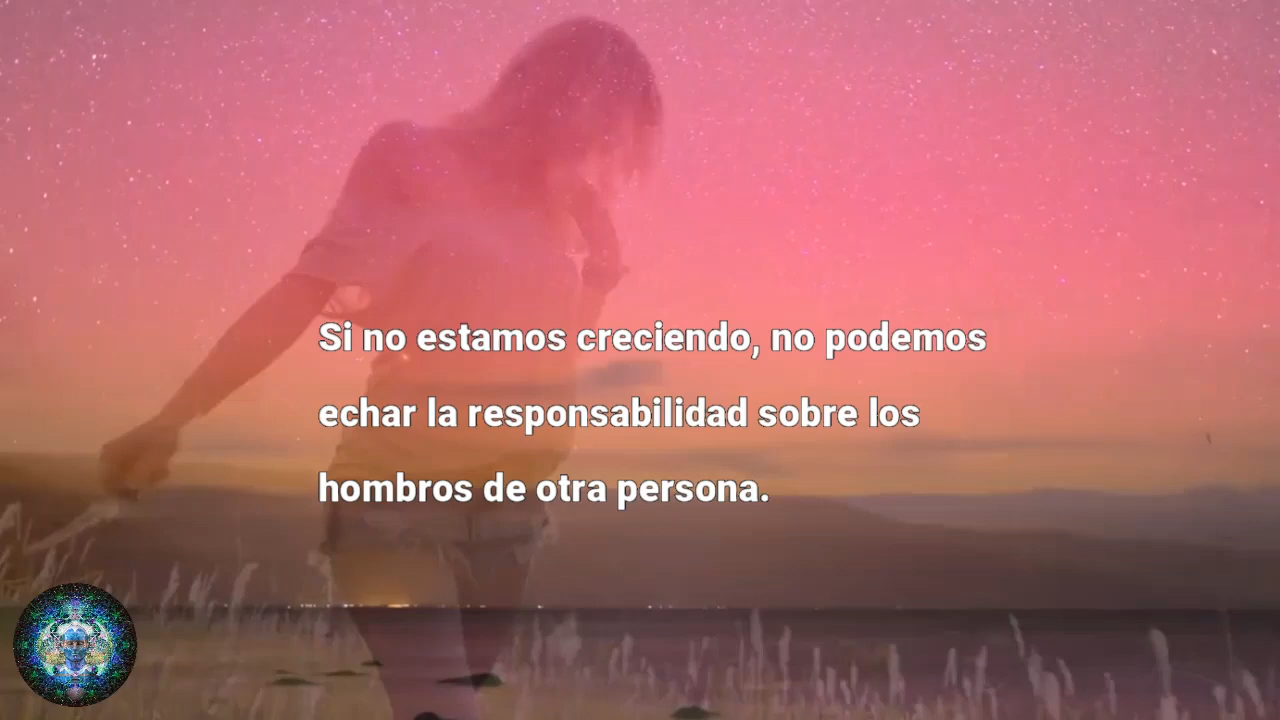 Si no estamos creciendo, no podemos
echar la responsabilidad sobre los
hombros de otra persona.